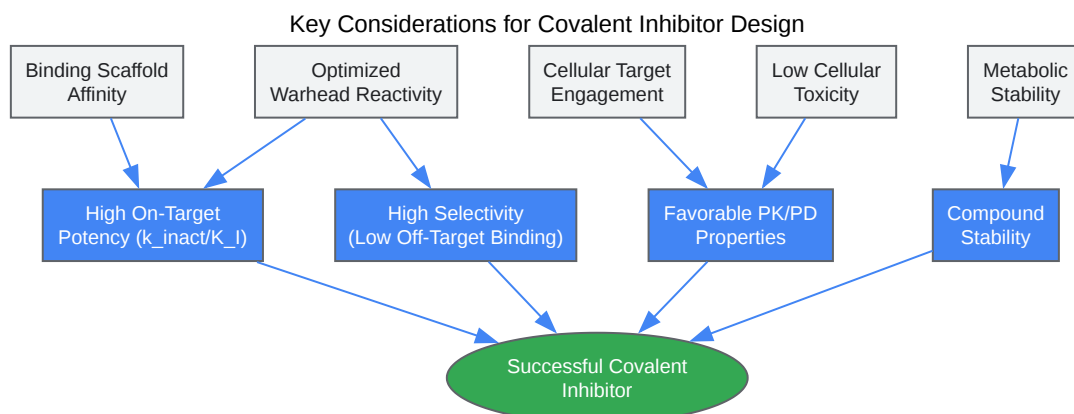 Key Considerations for Covalent Inhibitor Design
Binding Scaffold
Affinity
Optimized
Warhead Reactivity
Cellular Target
Engagement
Low Cellular
Toxicity
Metabolic
Stability
High On-Target
Potency (k_inact/K_I)
High Selectivity
(Low Off-Target Binding)
Favorable PK/PD
Properties
Compound
Stability
Successful Covalent
Inhibitor